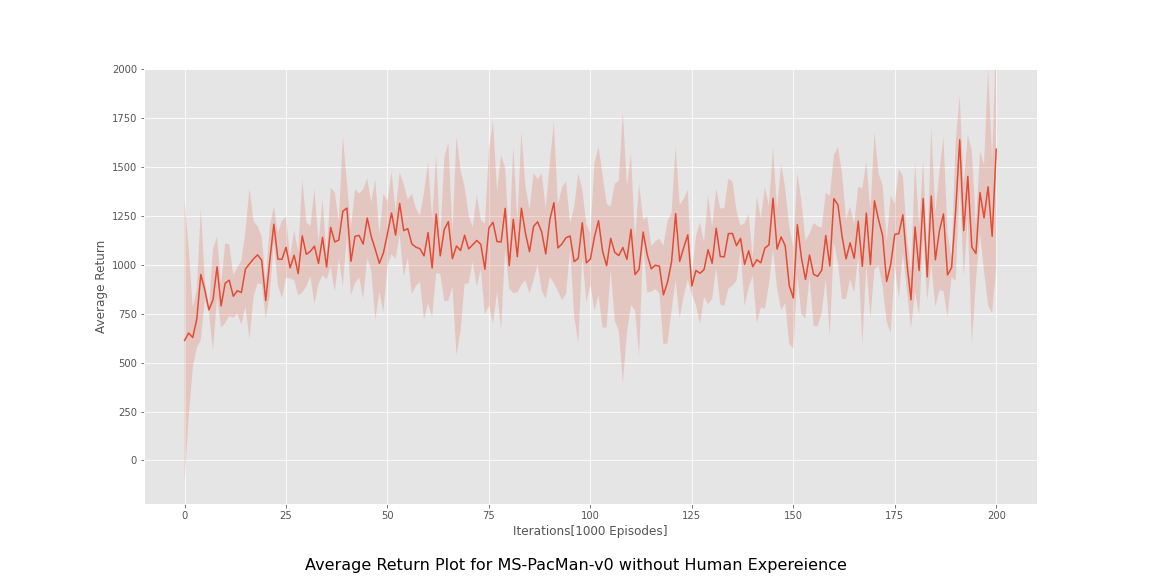 2000
1750
1500
1250
1000
750
500
250
0
Average Return
0 25 50 75 100 125 150 175 200
Iterations[1000 Episodes]
Average Return Plot for MS-PacMan-v0 without Human Expereience